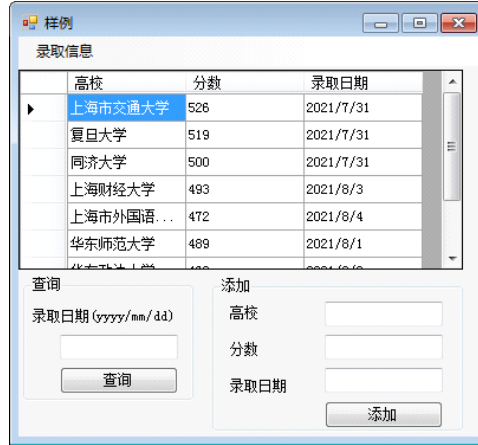 样例
录取信息
高校 分数 录取日期
上海市交通大学 526 2021/7/31
复旦大学 519 2021/7/31
同济大学 500 2021/7/31
上海财经大学 493 2021/8/3
上海市外国语... 472 2021/8/4
华东师范大学 489 2021/8/1
查询
录取日期(yyyy/mm/dd)
查询
添加
高校
分数
录取日期
添加